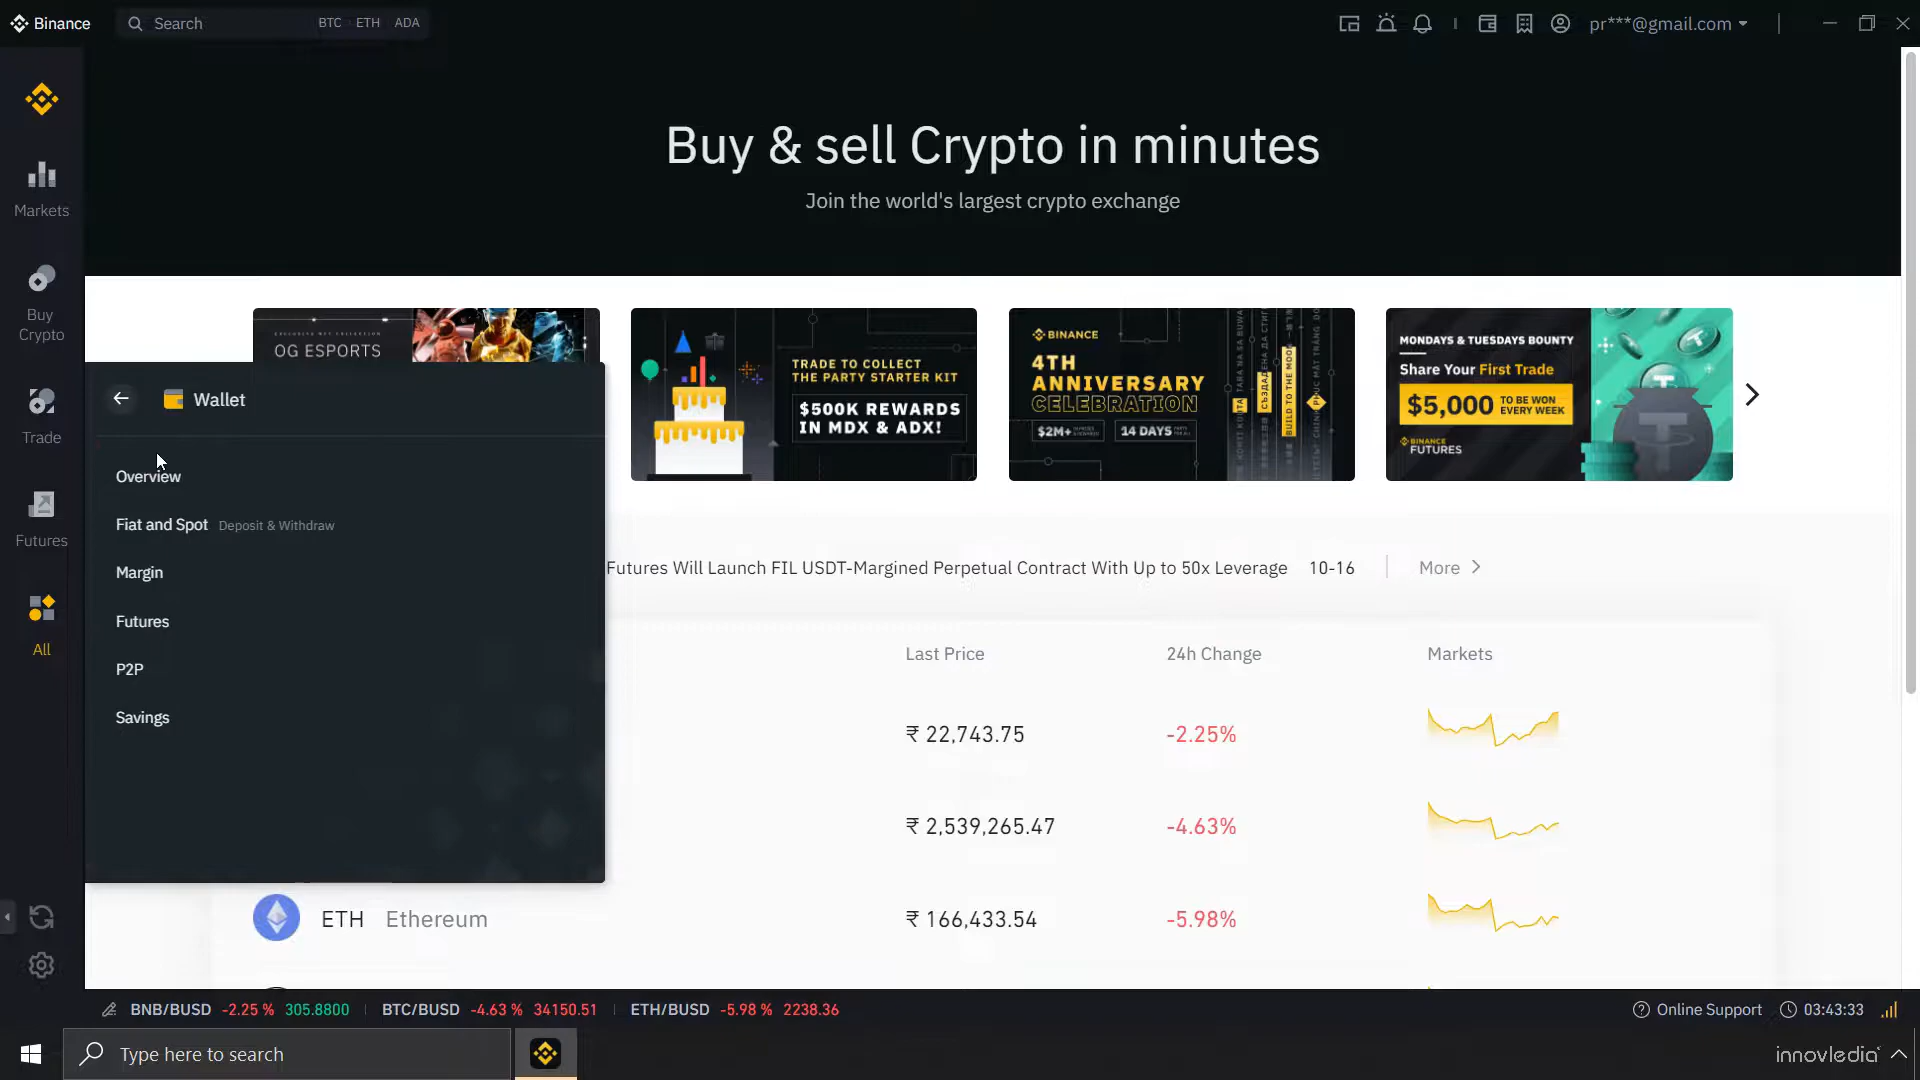 Binance
Search
BTC ETH ADA
pr***@gmail.com
Markets
Buy
Crypto
Trade
Futures
All
Buy & sell Crypto in minutes
Join the world's largest crypto exchange
EXCLUSIVE NFT COLLECTION
OG ESPORTS
TRADE TO COLLECT
THE PARTY STARTER KIT
$500K REWARDS
IN MDX & ADX!
BINANCE
4TH
ANNIVERSARY
CELEBRATION
$2M+
14 DAYS
BUILD TO THE MOON
MONDAYS & TUESDAYS BOUNTY
Share Your First Trade
$5,000 TO BE WON
EVERY WEEK
BINANCE
FUTURES
Wallet
Overview
Fiat and Spot Deposit & Withdraw
Margin
Futures
P2P
Savings
Futures Will Launch FIL USDT-Margined Perpetual Contract With Up to 50x Leverage 10-16
More
Last Price 24h Change Markets
₹ 22,743.75 -2.25%
₹ 2,539,265.47 -4.63%
ETH Ethereum ₹ 166,433.54 -5.98%
BNB/BUSD -2.25 % 305.8800 BTC/BUSD -4.63 % 34150.51 ETH/BUSD -5.98 % 2238.36
Online Support 03:43:33
Type here to search
innovledia